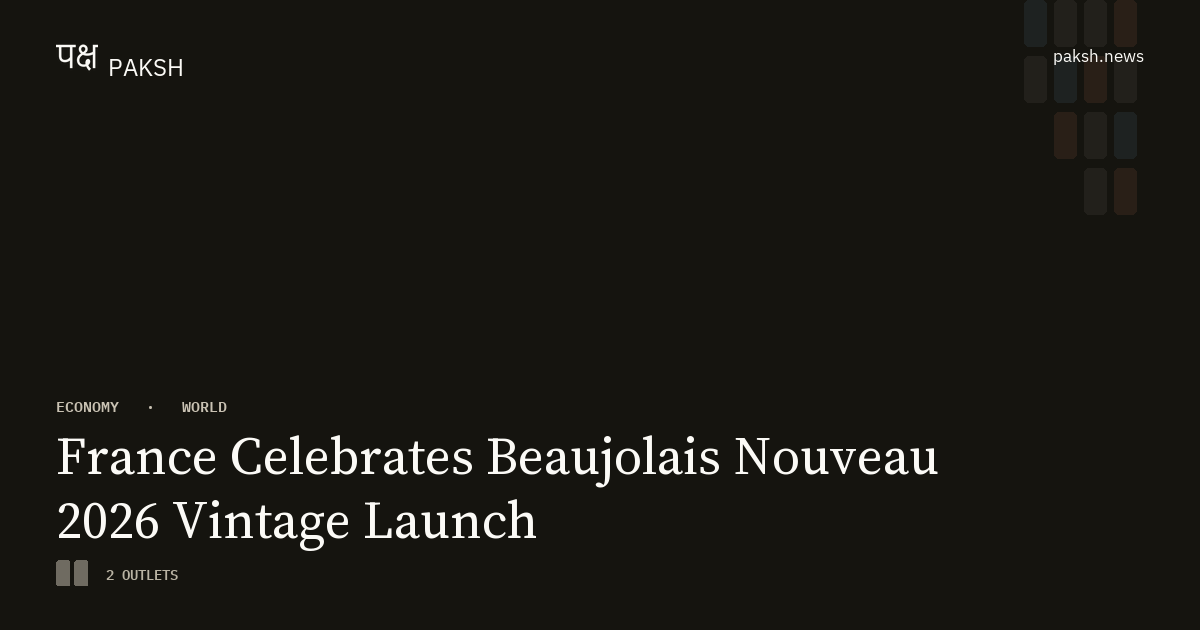 पक्ष PAKSH
paksh.news
ECONOMY · WORLD
France Celebrates Beaujolais Nouveau
2026 Vintage Launch
2 OUTLETS